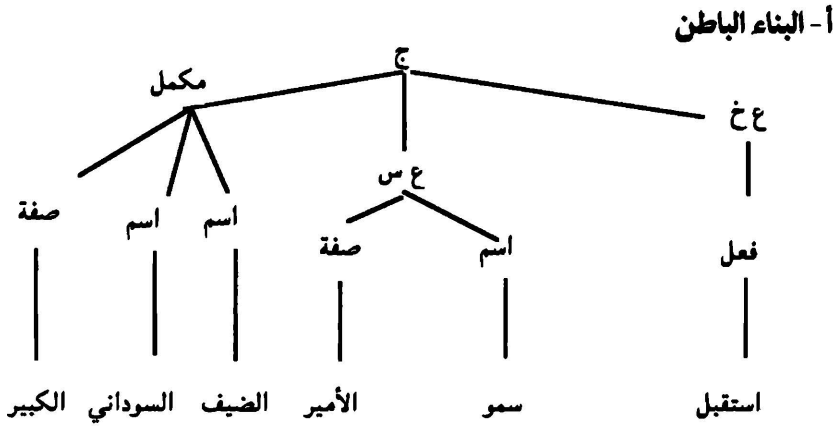 أ - البناء الباطن
ج
ع خ مكمل
ع س
فعل اسم صفة اسم اسم صفة
استقبل سمو الأمير الضيف السوداني الكبير